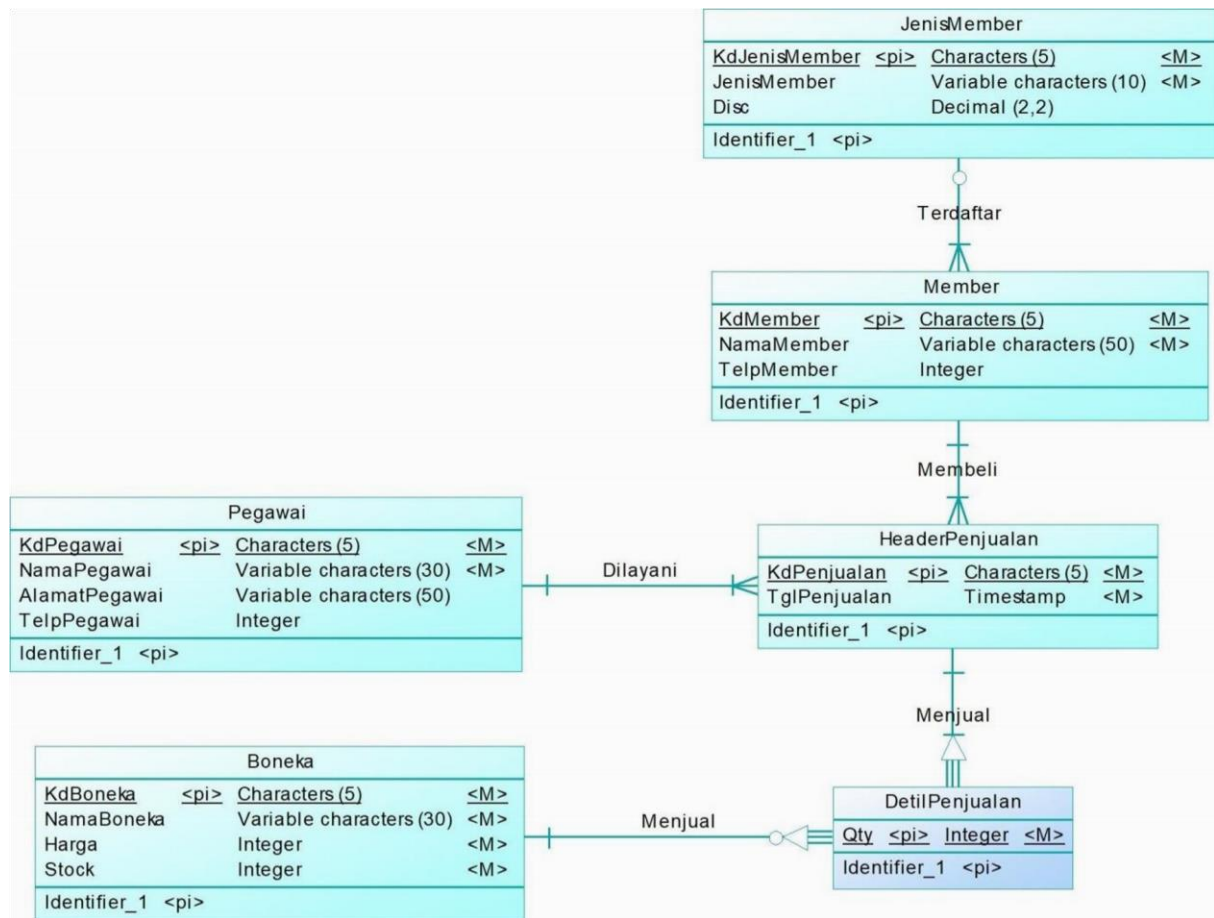 JenisMember
KdJenisMember <pi> Characters (5) <M>
JenisMember Variable characters (10) <M>
Disc Decimal (2,2)
Identifier_1 <pi>
Terdaftar
Member
KdMember <pi> Characters (5) <M>
NamaMember Variable characters (50) <M>
TelpMember Integer
Identifier_1 <pi>
Membeli
Pegawai
KdPegawai <pi> Characters (5) <M>
NamaPegawai Variable characters (30) <M>
AlamatPegawai Variable characters (50)
TelpPegawai Integer
Identifier_1 <pi>
Dilayani
HeaderPenjualan
KdPenjualan <pi> Characters (5) <M>
TglPenjualan Timestamp <M>
Identifier_1 <pi>
Menjual
Boneka
KdBoneka <pi> Characters (5) <M>
NamaBoneka Variable characters (30) <M>
Harga Integer <M>
Stock Integer <M>
Identifier_1 <pi>
Menjual
DetilPenjualan
Qty <pi> Integer <M>
Identifier_1 <pi>